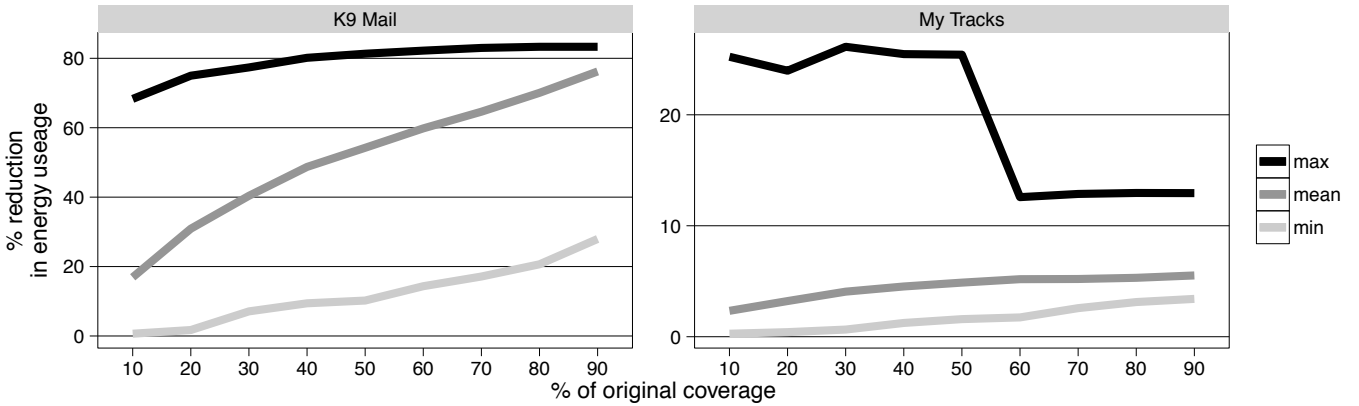 K9 Mail
My Tracks
% reduction
in energy useage
80
60
40
20
0
20
10
0
10 20 30 40 50 60 70 80 90
10 20 30 40 50 60 70 80 90
% of original coverage
max
mean
min